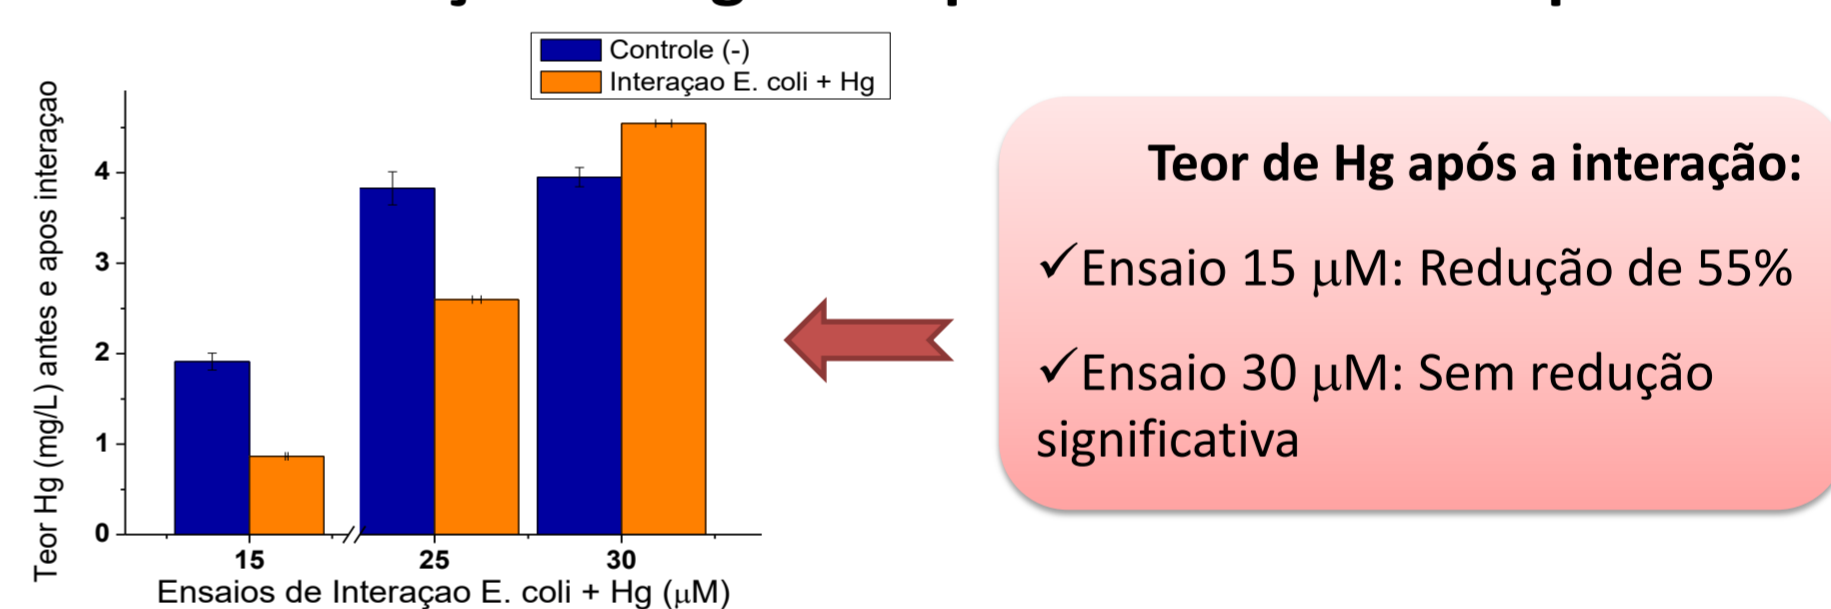 Controle (-)
Interaçao E. coli + Hg
Teor Hg (mg/L) antes e apos interaçao
4
3
2
1
0
15 25 30
Ensaios de Interaçao E. coli + Hg (μM)
Teor de Hg após a interação:
✓Ensaio 15 μM: Redução de 55%
✓Ensaio 30 μM: Sem redução
significativa